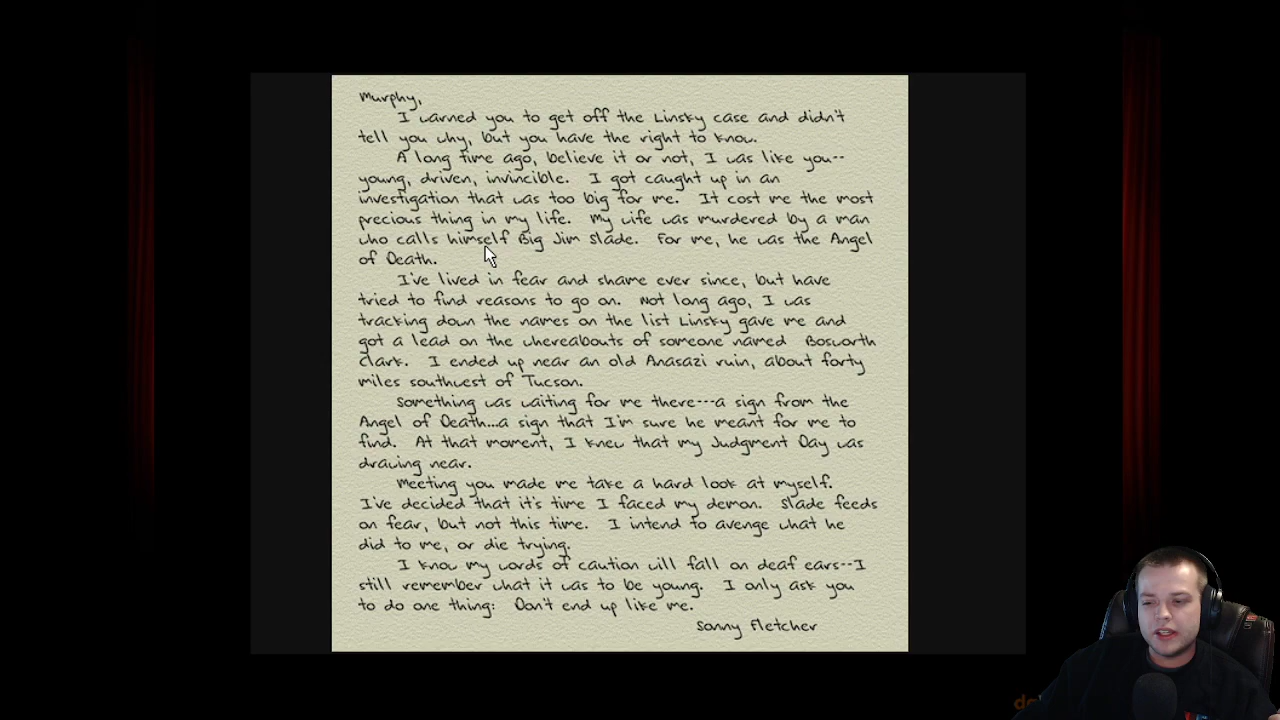 Murphy,
I warned you to get off the Linsky case and didn't
tell you why, but you have the right to know.
A long time ago, believe it or not, I was like you--
young, driven, invincible. I got caught up in an
investigation that was too big for me. It cost me the most
precious thing in my life. My wife was murdered by a man
who calls himself Big Jim Slade. For me, he was the Angel
of Death.
I've lived in fear and shame ever since, but have
tried to find reasons to go on. Not long ago, I was
tracking down the names on the list Linsky gave me and
got a lead on the whereabouts of someone named Bosworth
Clark. I ended up near an old Anasazi ruin, about forty
miles southwest of Tucson.
Something was waiting for me there---a sign from the
Angel of Death...a sign that I'm sure he meant for me to
find. At that moment, I knew that my Judgment Day was
drawing near.
Meeting you made me take a hard look at myself.
I've decided that it's time I faced my demon. Slade feeds
on fear, but not this time. I intend to avenge what he
did to me, or die trying.
I know my words of caution will fall on deaf ears--I
still remember what it was to be young. I only ask you
to do one thing: Don't end up like me.
Sonny Fletcher